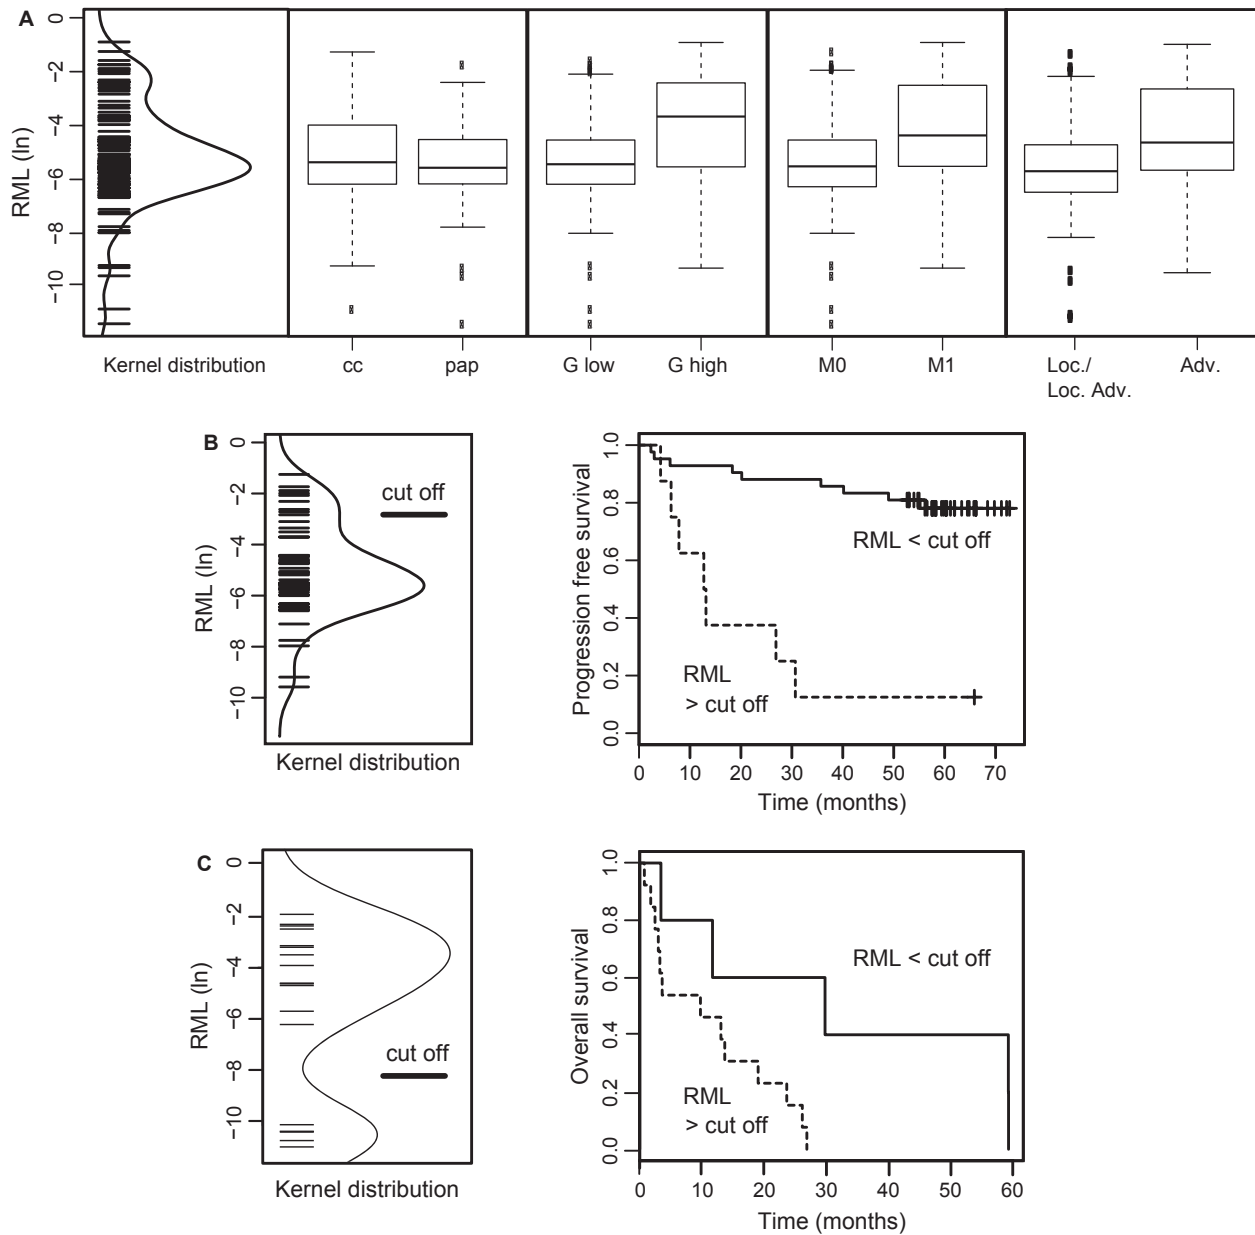 A
RML (ln)
0
−2
−4
−6
−8
−10
Kernel distribution
cc
pap
G low
G high
M0
M1
Loc./
Loc. Adv.
Adv.
B
RML (ln)
0
−2
−4
−6
−8
−10
cut off
Kernel distribution
Progression free survival
1.0
0.8
0.6
0.4
0.2
0.0
RML < cut off
RML
> cut off
0 10 20 30 40 50 60 70
Time (months)
C
RML (ln)
0
−2
−4
−6
−8
−10
cut off
Kernel distribution
Overall survival
1.0
0.8
0.6
0.4
0.2
0.0
RML < cut off
RML
> cut off
0 10 20 30 40 50 60
Time (months)